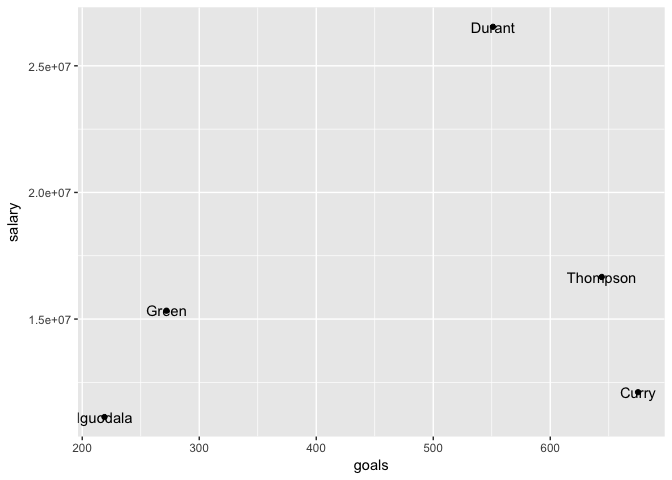 Durant
2.5e+07
2.0e+07
salary
Thompson
Green
1.5e+07
Curry
Iguodala
200
300
400
500
600
goals